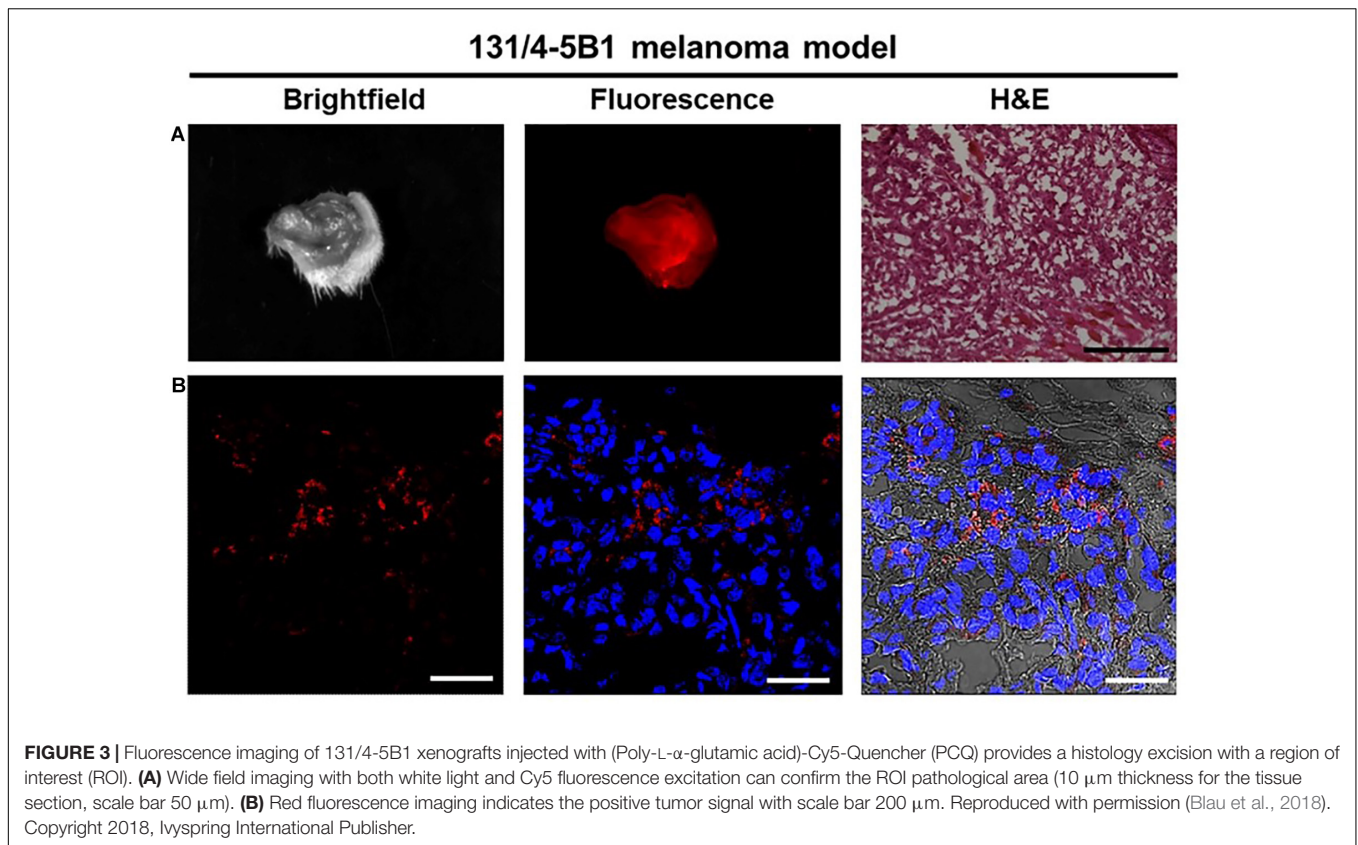 131/4-5B1 melanoma model
Brightfield
Fluorescence
H&E
A
B
FIGURE 3 | Fluorescence imaging of 131/4-5B1 xenografts injected with (Poly-L-α-glutamic acid)-Cy5-Quencher (PCQ) provides a histology excision with a region of
interest (ROI). (A) Wide field imaging with both white light and Cy5 fluorescence excitation can confirm the ROI pathological area (10 μm thickness for the tissue
section, scale bar 50 μm). (B) Red fluorescence imaging indicates the positive tumor signal with scale bar 200 μm. Reproduced with permission (Blau et al., 2018).
Copyright 2018, Ivyspring International Publisher.